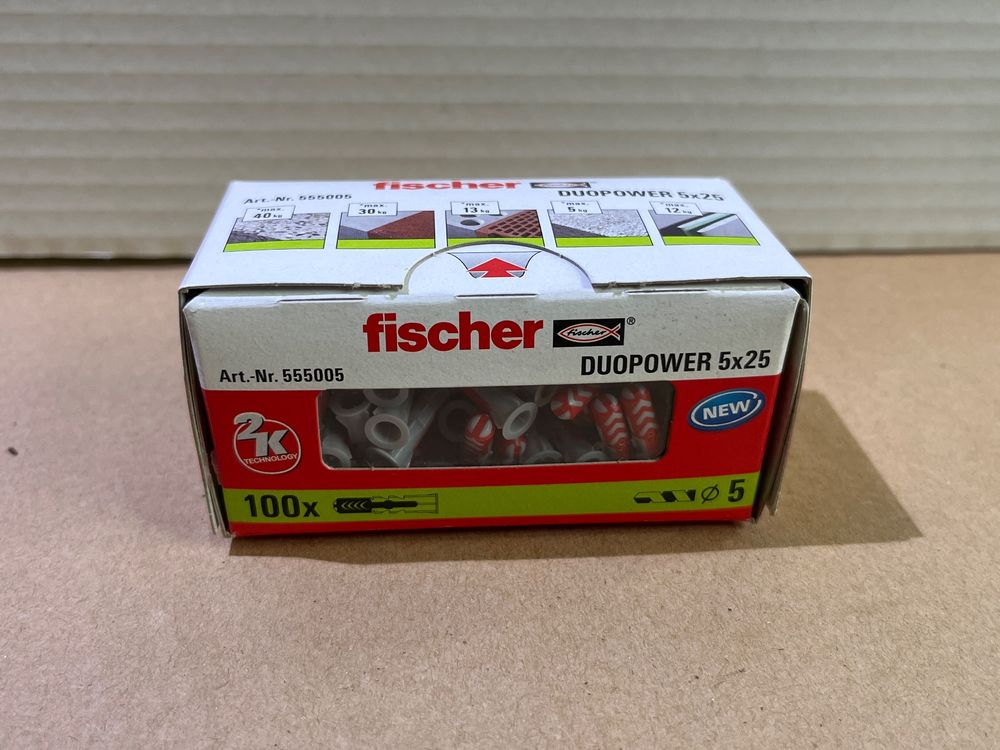 fischer
Art.-Nr. 555005
DUOPOWER 5x25
*max. 40 kg
*max. 30 kg
*max. 13 kg
*max. 5 kg
*max. 12 kg
fischer fischer ®
Art.-Nr. 555005
DUOPOWER 5x25
2K
TECHNOLOGY
NEW
100x
Ø 5